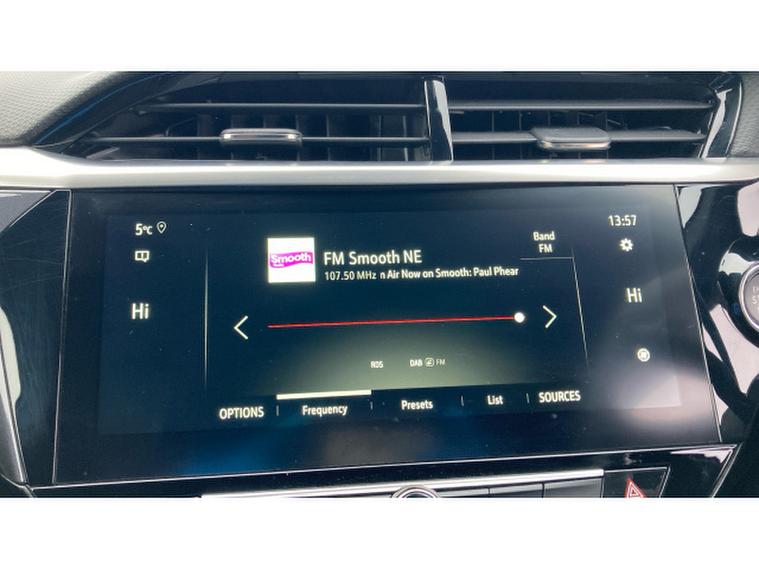 5°C
13:57
Smooth
FM Smooth NE
Band
FM
107.50 MHz n Air Now on Smooth: Paul Phear
Hi
Hi
RDS
DAB FM
OPTIONS
Frequency
Presets
List
SOURCES